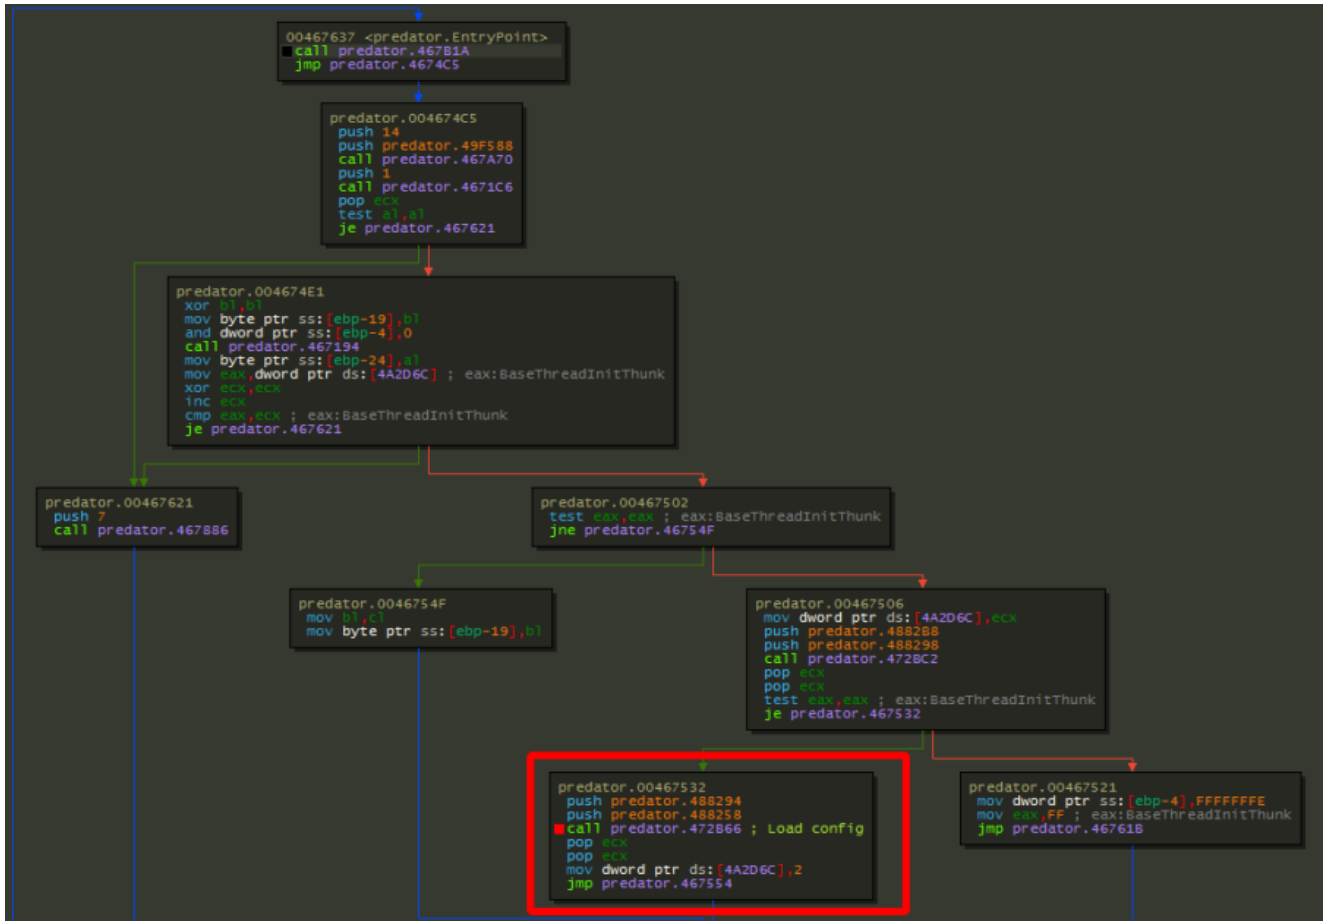 00467637 <predator.EntryPoint>
call predator.467B1A
jmp predator.4674C5
predator.004674C5
push 14
push predator.49F588
call predator.467A70
push 1
call predator.4671C6
pop ecx
test al,al
je predator.467621
predator.004674E1
xor bl,bl
mov byte ptr ss:[ebp-19],bl
and dword ptr ss:[ebp-4],0
call predator.467194
mov byte ptr ss:[ebp-24],al
mov eax,dword ptr ds:[4A2D6C] ; eax:BaseThreadInitThunk
xor ecx,ecx
inc ecx
cmp eax,ecx ; eax:BaseThreadInitThunk
je predator.467621
predator.00467621
push 7
call predator.467886
predator.00467502
test eax,eax ; eax:BaseThreadInitThunk
jne predator.46754F
predator.0046754F
mov bl,cl
mov byte ptr ss:[ebp-19],bl
predator.00467506
mov dword ptr ds:[4A2D6C],ecx
push predator.4882B8
push predator.488298
call predator.472BC2
pop ecx
pop ecx
test eax,eax ; eax:BaseThreadInitThunk
je predator.467532
predator.00467532
push predator.488294
push predator.488258
call predator.472B66 ; Load config
pop ecx
pop ecx
mov dword ptr ds:[4A2D6C],2
jmp predator.467554
predator.00467521
mov dword ptr ss:[ebp-4],FFFFFFFE
mov eax,FF ; eax:BaseThreadInitThunk
jmp predator.46761B